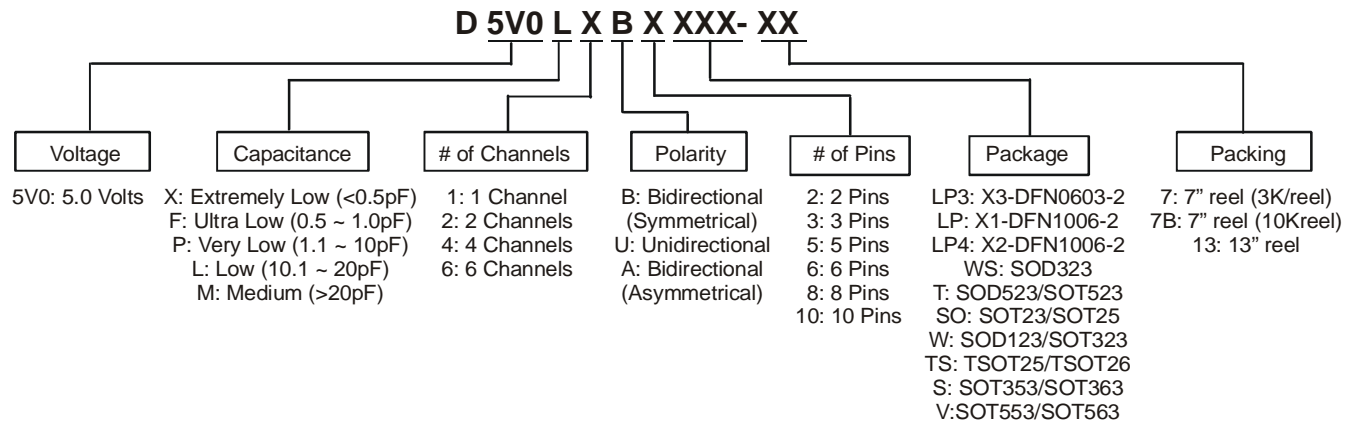 D 5V0 L X B X XXX- XX
Voltage
5V0: 5.0 Volts
Capacitance
X: Extremely Low (<0.5pF)
F: Ultra Low (0.5 ~ 1.0pF)
P: Very Low (1.1 ~ 10pF)
L: Low (10.1 ~ 20pF)
M: Medium (>20pF)
# of Channels
1: 1 Channel
2: 2 Channels
4: 4 Channels
6: 6 Channels
Polarity
B: Bidirectional
(Symmetrical)
U: Unidirectional
A: Bidirectional
(Asymmetrical)
# of Pins
2: 2 Pins
3: 3 Pins
5: 5 Pins
6: 6 Pins
8: 8 Pins
10: 10 Pins
Package
LP3: X3-DFN0603-2
LP: X1-DFN1006-2
LP4: X2-DFN1006-2
WS: SOD323
T: SOD523/SOT523
SO: SOT23/SOT25
W: SOD123/SOT323
TS: TSOT25/TSOT26
S: SOT353/SOT363
V:SOT553/SOT563
Packing
7: 7” reel (3K/reel)
7B: 7” reel (10Kreel)
13: 13” reel